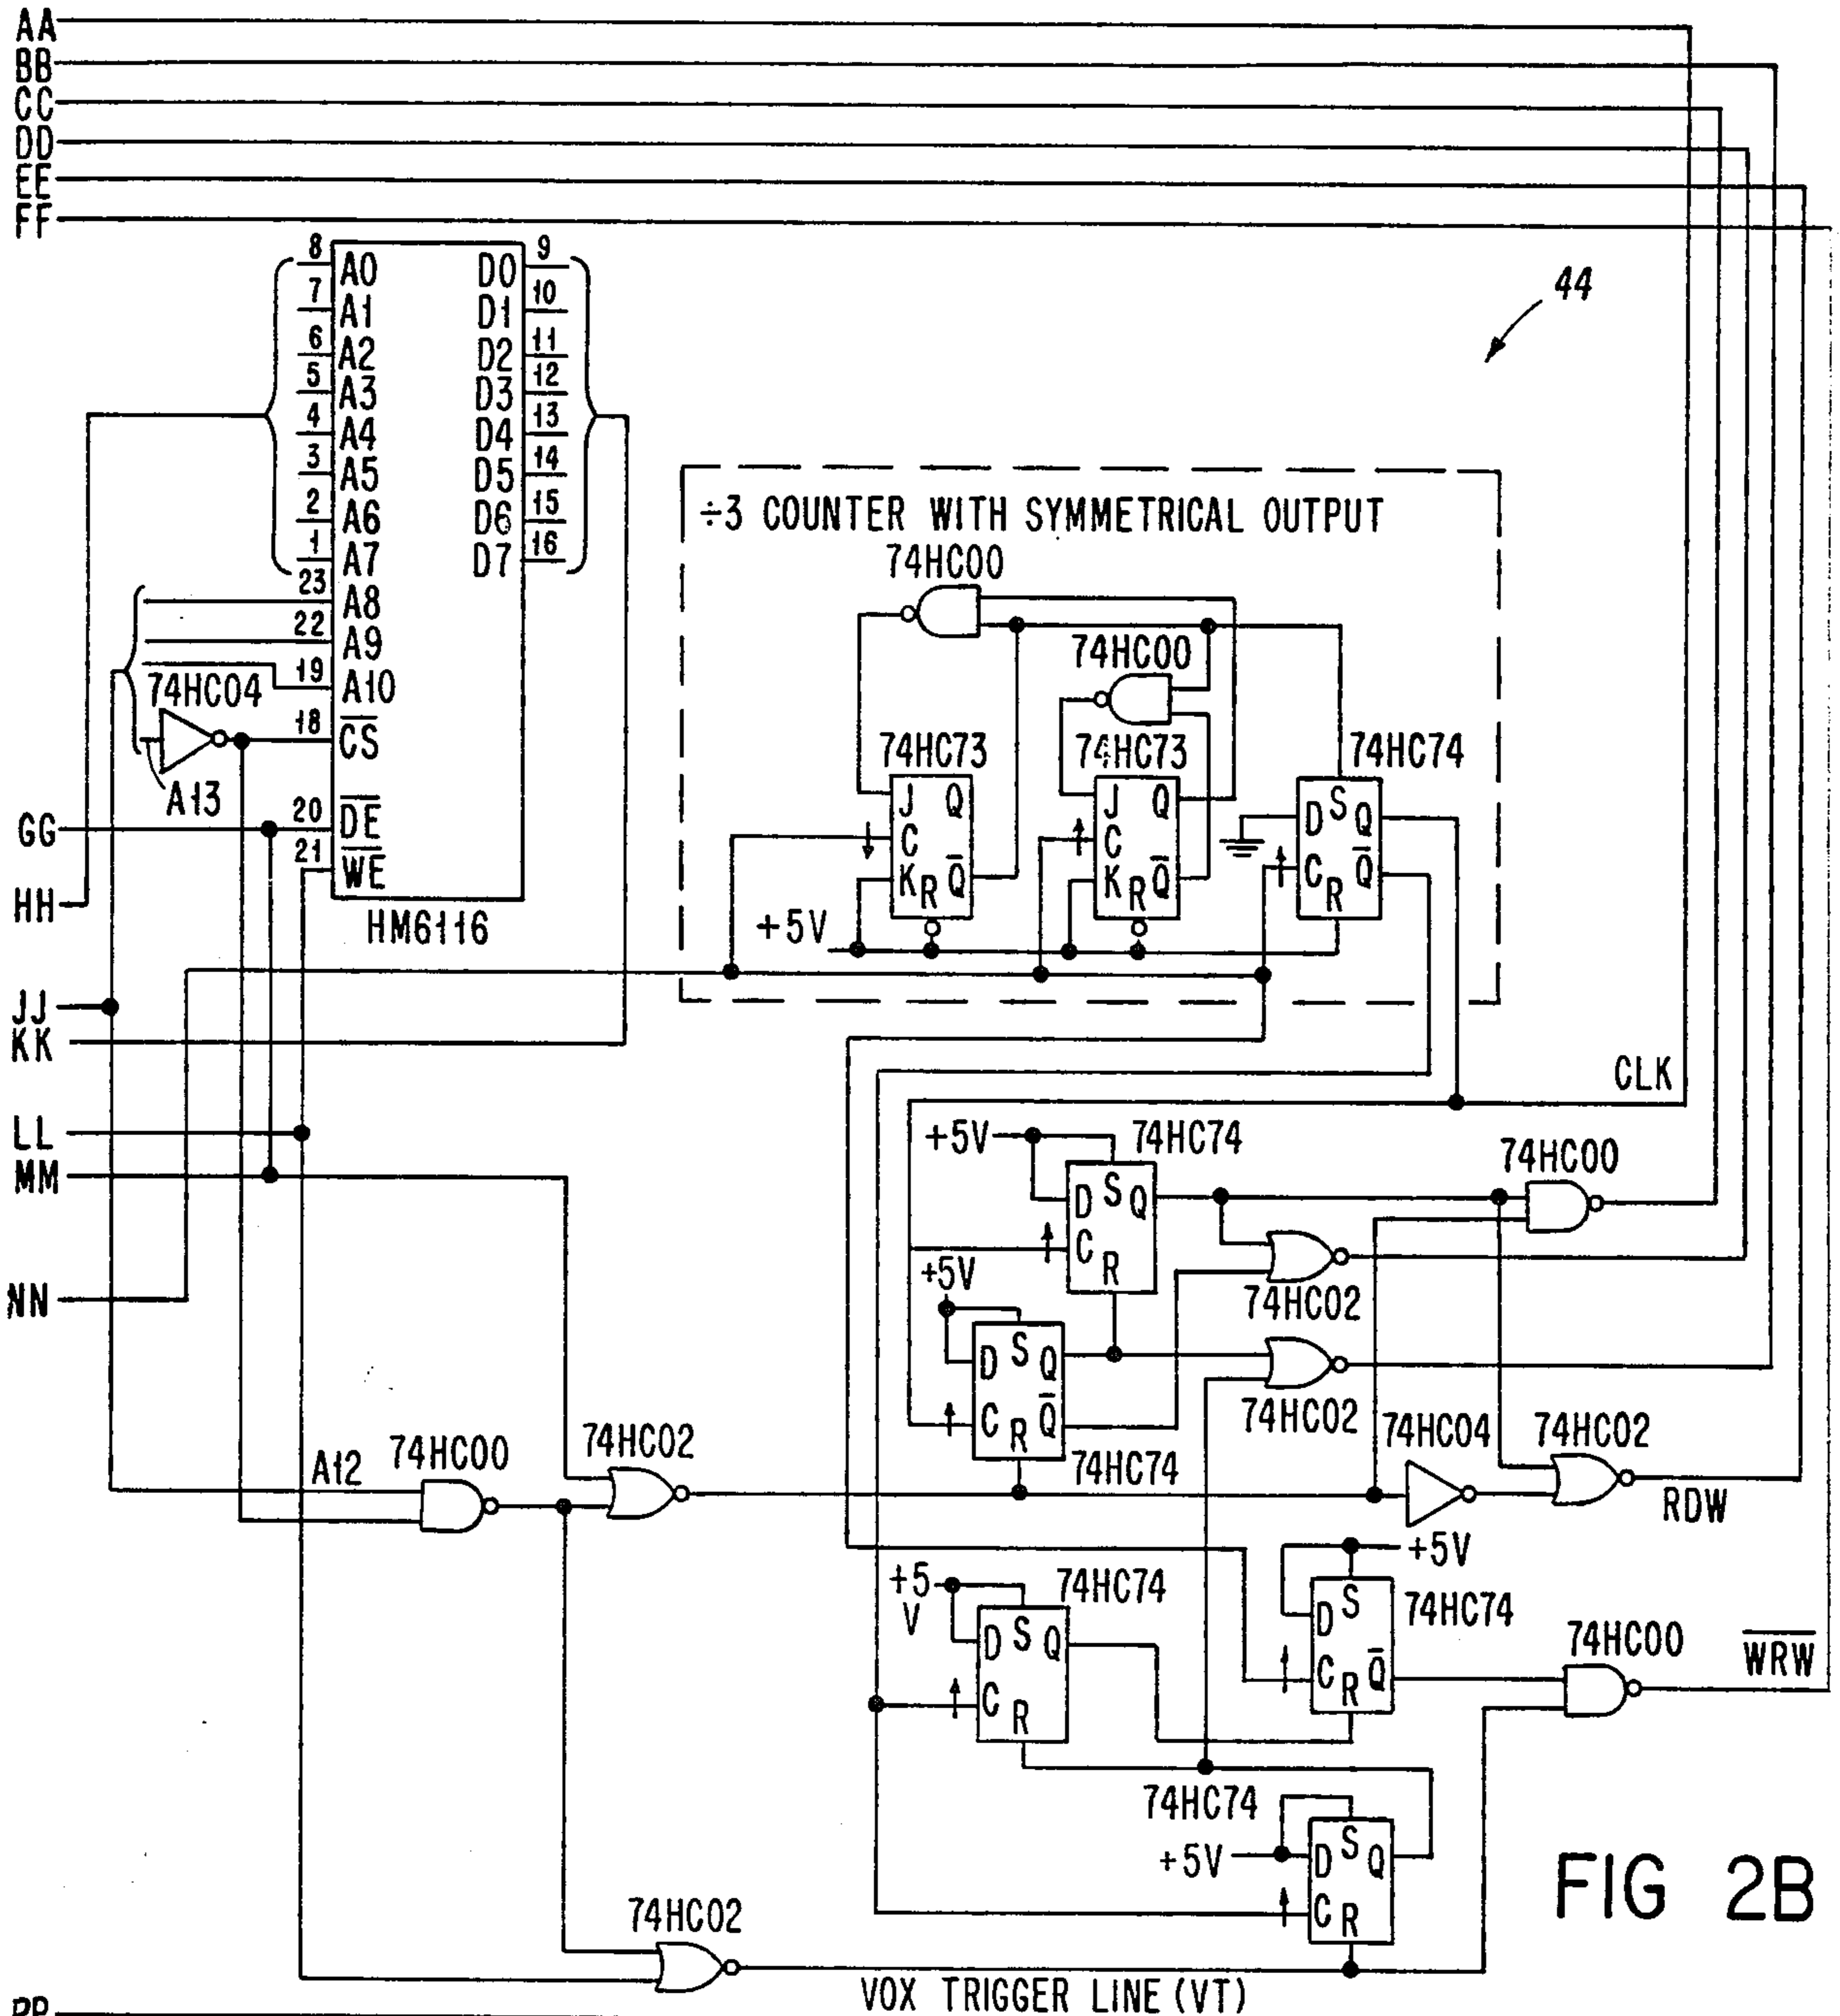 AA
BB
CC
DD
EE
FF
44
8 A0 D0 9
7 A1 D1 10
6 A2 D2 11
5 A3 D3 12
4 A4 D4 13
3 A5 D5 14
2 A6 D6 15
1 A7 D7 16
23 A8
22 A9
19 A10
74HC04
18 C̅S̅
A13
GG
20 D̅E̅
21 W̅E̅
HH
HM6116
÷3 COUNTER WITH SYMMETRICAL OUTPUT
74HC00
74HC00
74HC73
74HC73
74HC74
J Q
C
K R Q̅
J Q
C
K R Q̅
D S Q
C Q̅
R
+5V
JJ
KK
CLK
LL
MM
+5V
74HC74
74HC00
D S Q
C
R
+5V
74HC02
NN
D S Q
C Q̅
R
74HC02
74HC74
A12
74HC00
74HC02
74HC04
74HC02
RDW
+5V
+5
V
74HC74
D S Q
C
R
D S
C R Q̅
74HC74
74HC00
W̅R̅W̅
74HC74
+5V
D S Q
C R
FIG 2B
74HC02
VOX TRIGGER LINE (VT)
PP